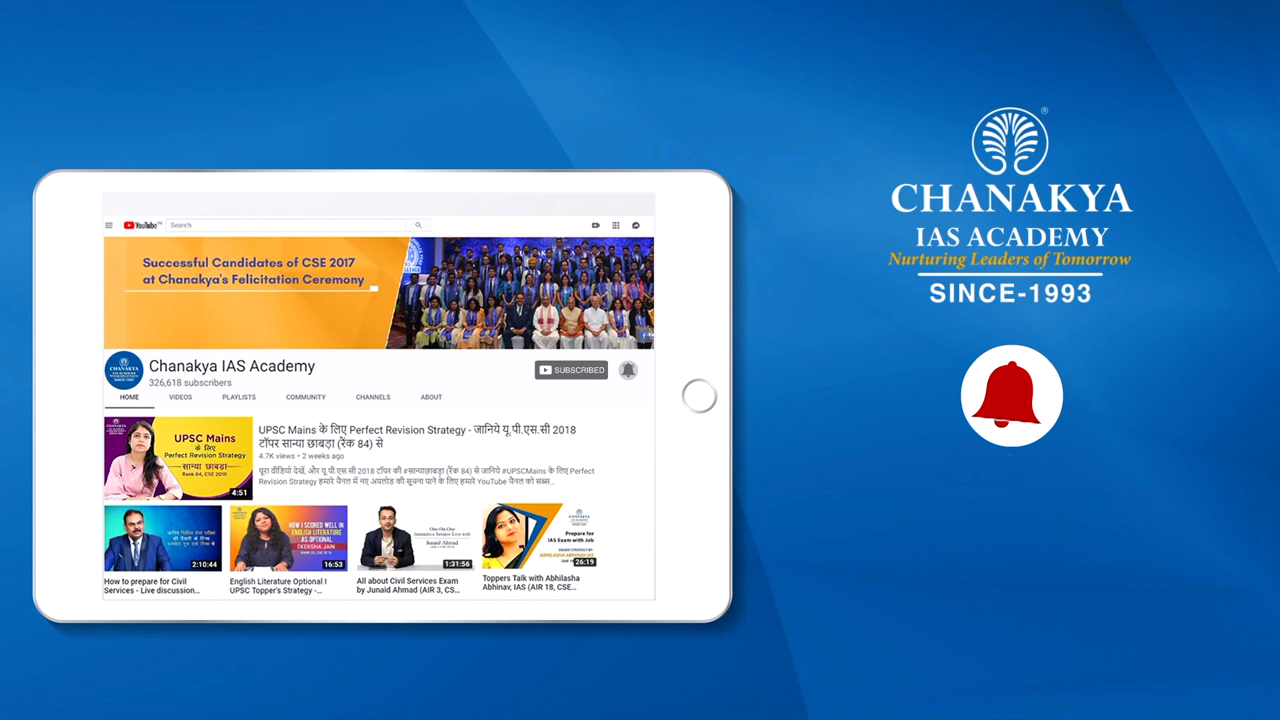 YouTube
Search
Successful Candidates of CSE 2017
at Chanakya's Felicitation Ceremony
Chanakya IAS Academy
326,618 subscribers
SUBSCRIBED
HOME VIDEOS PLAYLISTS COMMUNITY CHANNELS ABOUT
UPSC Mains
के लिए
Perfect Revision Strategy
सान्या छाबड़ा
Rank 84, CSE 2018
4:51
UPSC Mains के लिए Perfect Revision Strategy - जानिये यू.पी.एस.सी 2018
टॉपर सान्या छाबड़ा (रैंक 84) से
4.7K views • 2 weeks ago
पूरा वीडियो देखें, और यू.पी.एस.सी 2018 टॉपर की #सान्याछाबड़ा (रैंक 84) से जानिये #UPSCMains के लिए Perfect
Revision Strategy हमारे चैनल में नए अपलोड की सूचना पाने के लिए हमारे YouTube चैनल को सब्स...
2:10:44
How to prepare for Civil
Services - Live discussion...
HOW I SCORED WELL IN
ENGLISH LITERATURE
AS OPTIONAL
DEEKSHA JAIN
16:53
English Literature Optional I
UPSC Topper's Strategy -...
One-On-One
Interactive Session Live with
Junaid Ahmad
1:31:56
All about Civil Services Exam
by Junaid Ahmad (AIR 3, CS...
Prepare for
IAS Exam with Job
ABHILASHA ABHINAV IAS
26:19
Toppers Talk with Abhilasha
Abhinav, IAS (AIR 18, CSE...
®
CHANAKYA
IAS ACADEMY
Nurturing Leaders of Tomorrow
SINCE-1993